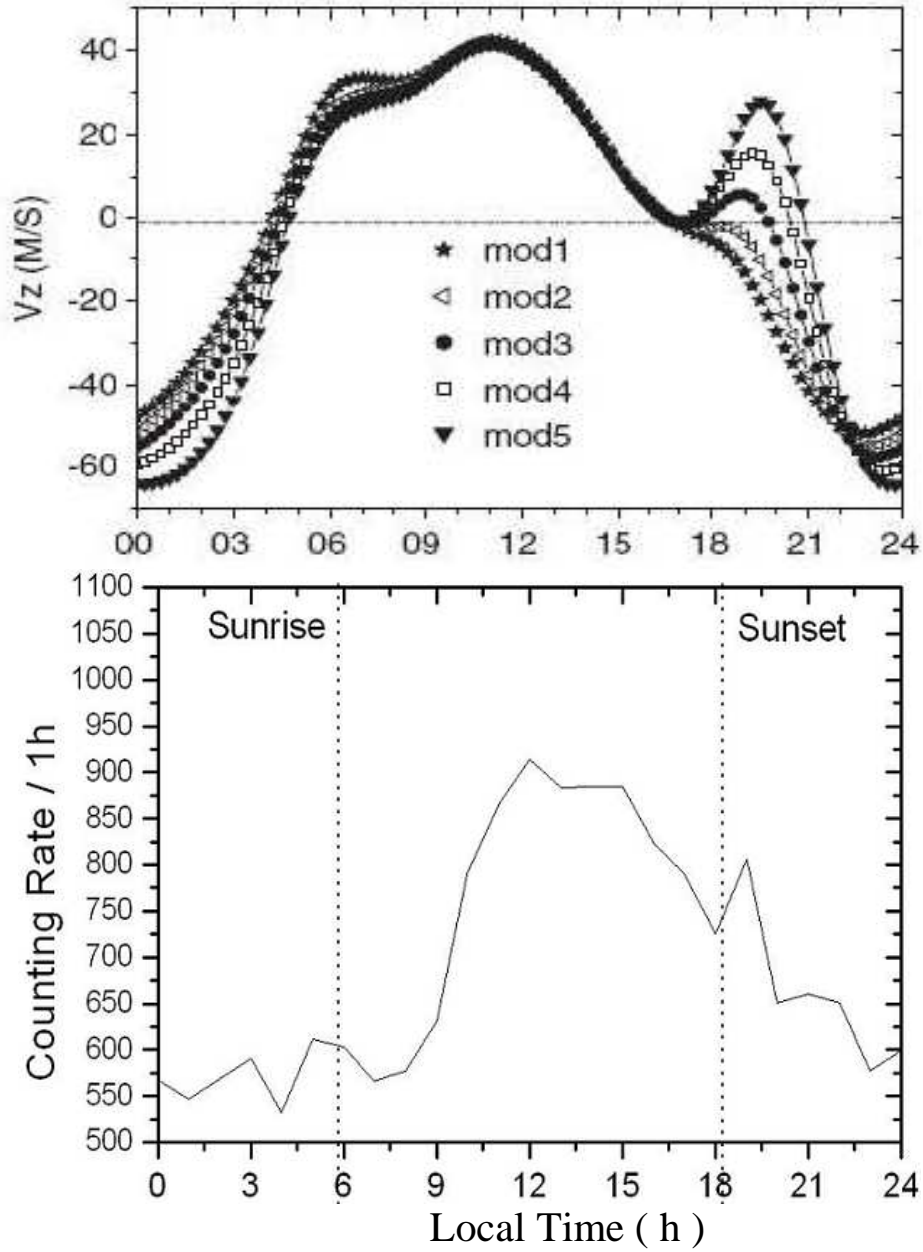 40
20
0
-20
-40
-60
Vz (M/S)
mod1
mod2
mod3
mod4
mod5
00 03 06 09 12 15 18 21 24
1100
1050
1000
950
900
850
800
750
700
650
600
550
500
Counting Rate / 1h
Sunrise
Sunset
0 3 6 9 12 15 18 21 24
Local Time ( h )